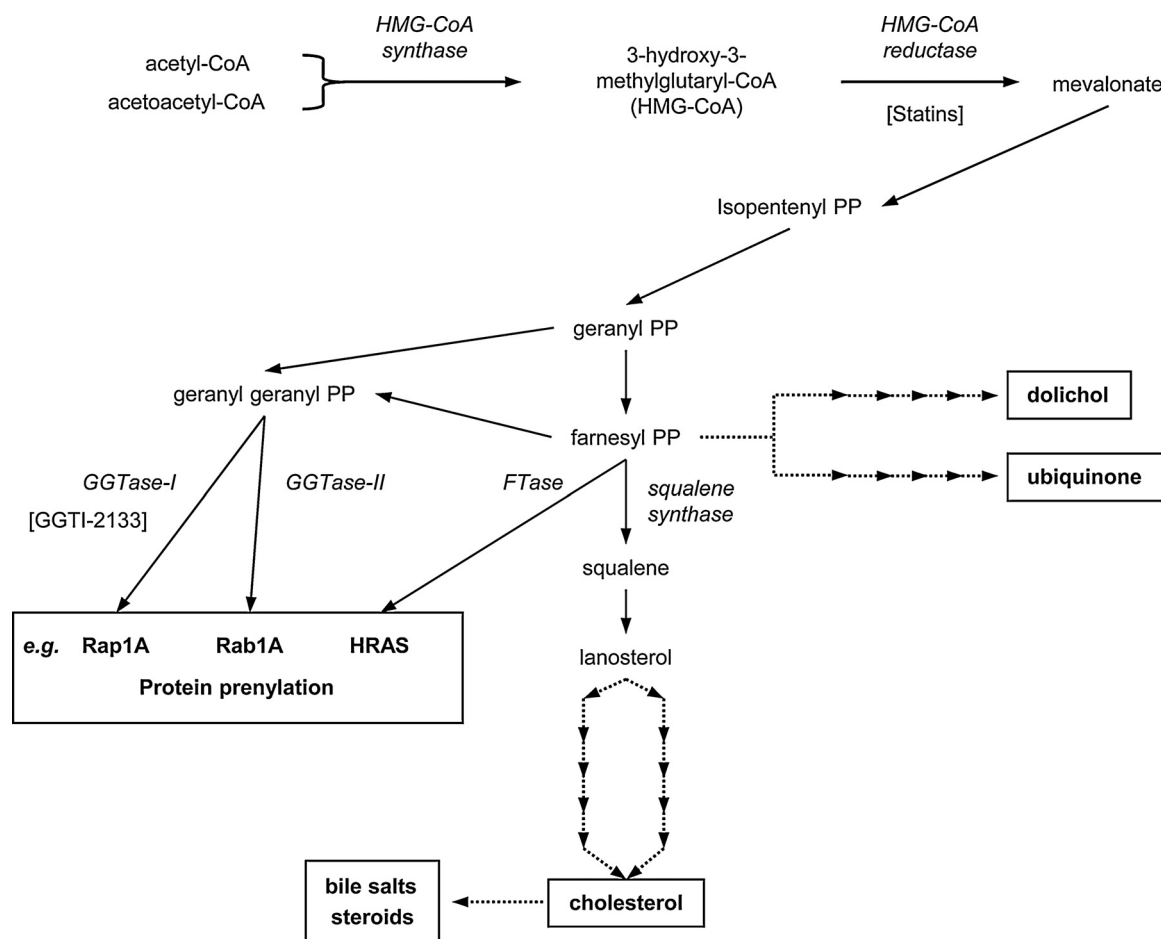 acetyl-CoA
acetoacetyl-CoA
HMG-CoA
synthase
3-hydroxy-3-
methylglutaryl-CoA
(HMG-CoA)
HMG-CoA
reductase
[Statins]
mevalonate
Isopentenyl PP
geranyl PP
geranyl geranyl PP
farnesyl PP
dolichol
ubiquinone
GGTase-I
[GGTI-2133]
GGTase-II
FTase
squalene
synthase
squalene
e.g. Rap1A Rab1A HRAS
Protein prenylation
lanosterol
bile salts
steroids
cholesterol